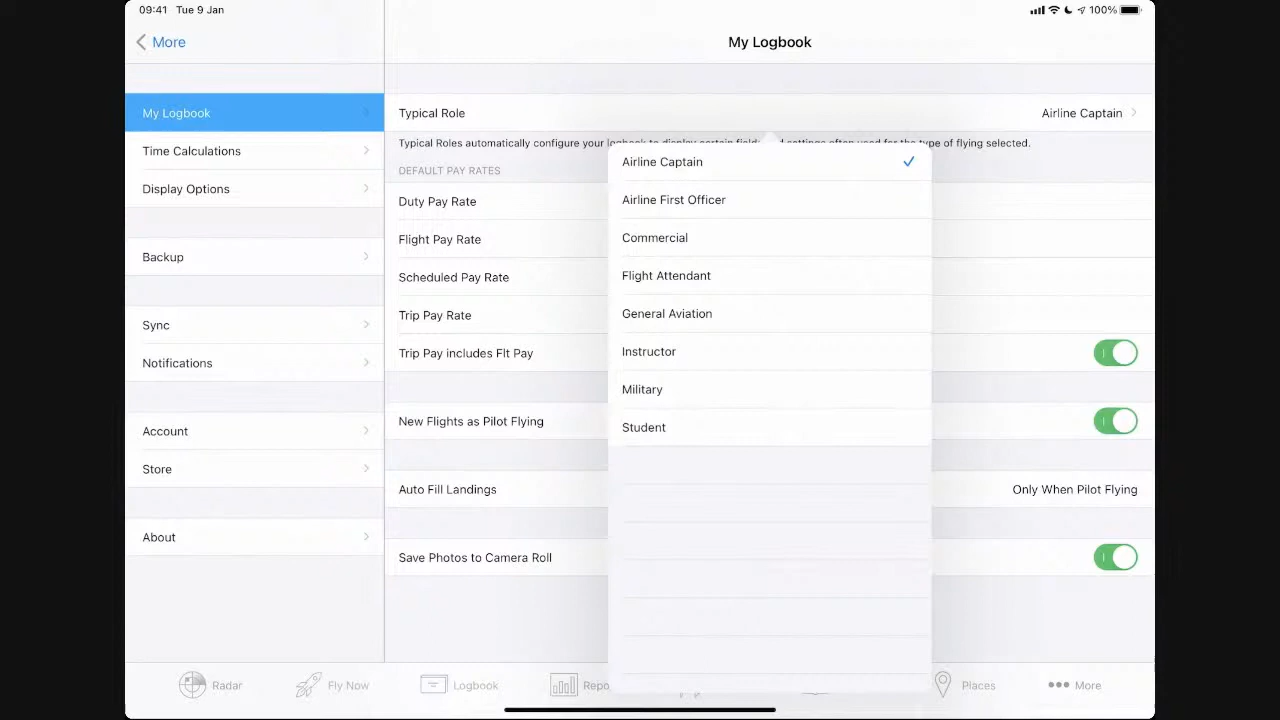 09:41 Tue 9 Jan
100%
More
My Logbook
My Logbook
Time Calculations
Display Options
Backup
Sync
Notifications
Account
Store
About
Typical Role
Airline Captain
Typical Roles automatically configure your logbook to display certain settings often used for the type of flying selected.
DEFAULT PAY RATES
Duty Pay Rate
Flight Pay Rate
Scheduled Pay Rate
Trip Pay Rate
Trip Pay includes Flt Pay
New Flights as Pilot Flying
Auto Fill Landings
Only When Pilot Flying
Save Photos to Camera Roll
Airline Captain
Airline First Officer
Commercial
Flight Attendant
General Aviation
Instructor
Military
Student
Radar
Fly Now
Logbook
Repo
Places
More